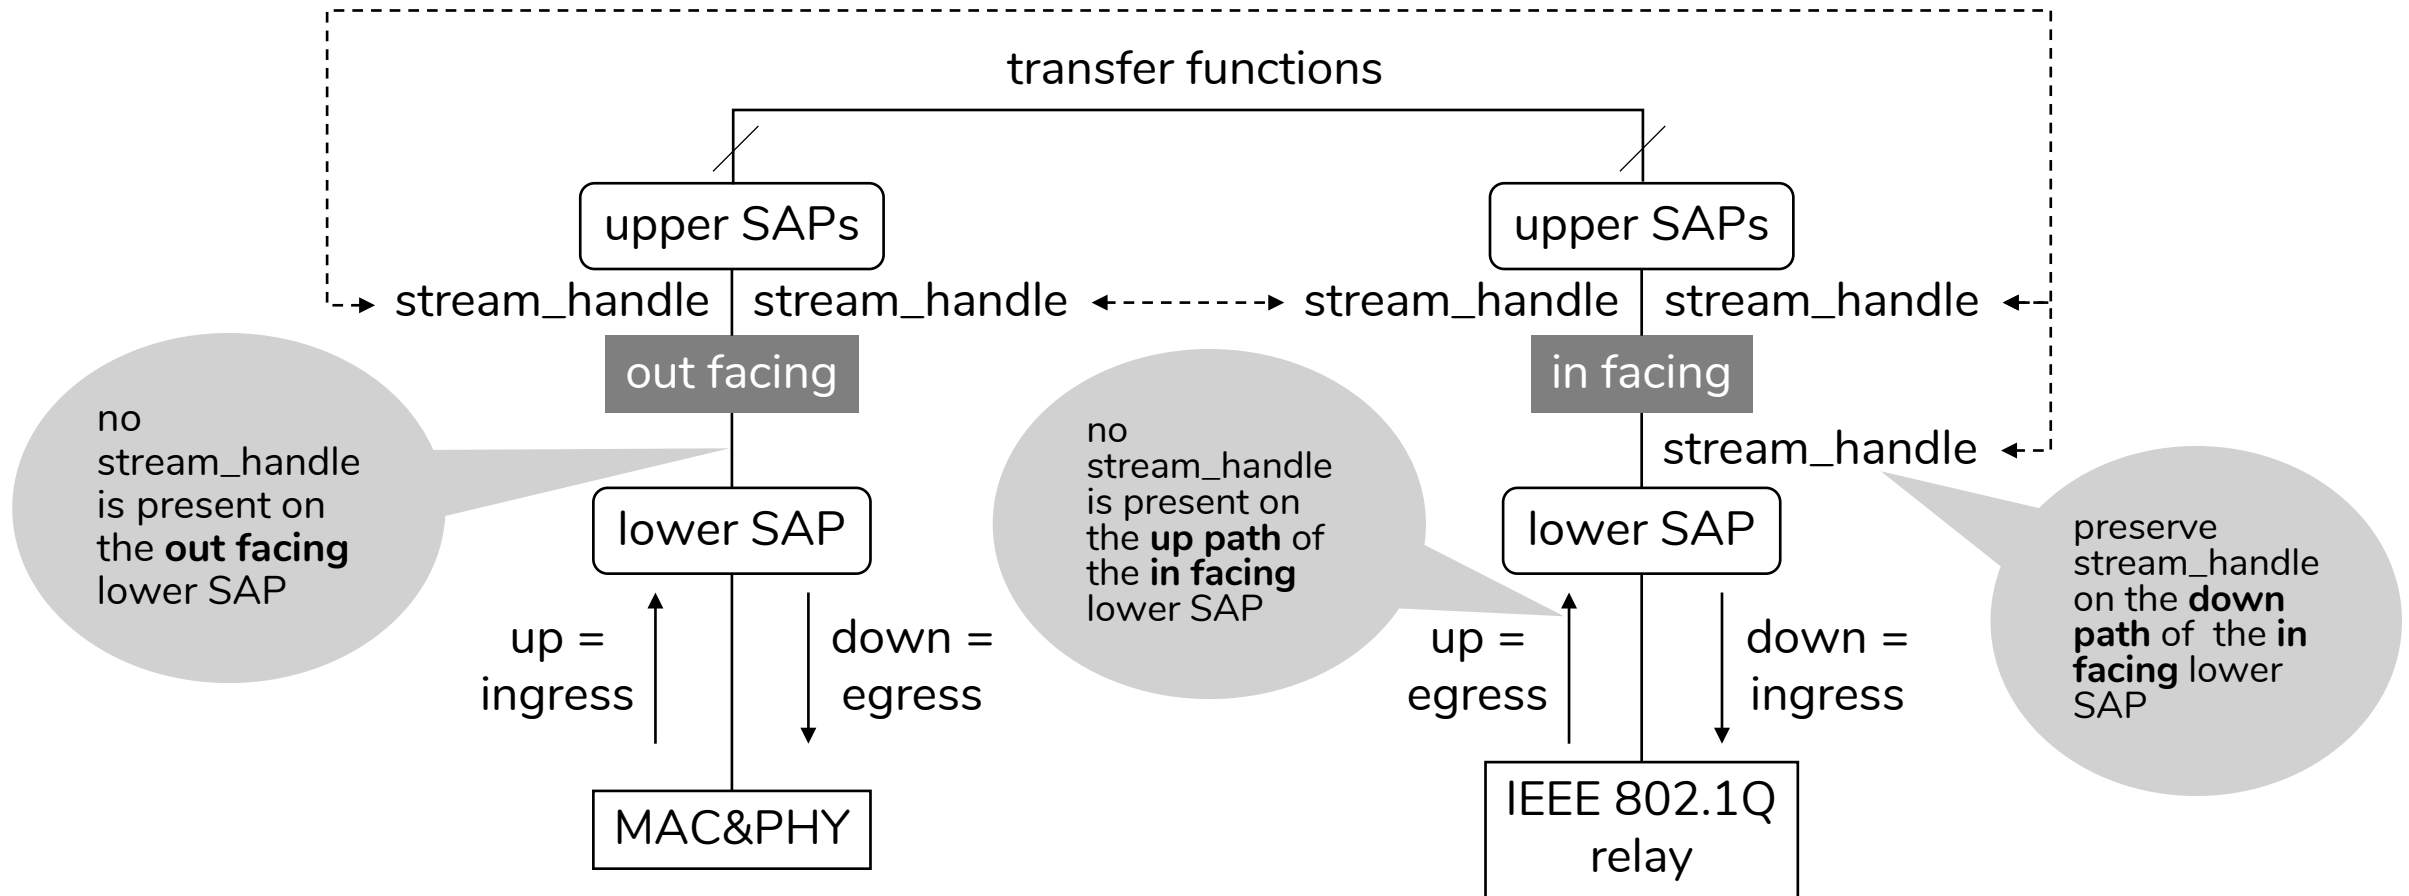 transfer functions
upper SAPs
upper SAPs
stream_handle
stream_handle
stream_handle
stream_handle
out facing
in facing
no
stream_handle
is present on
the out facing
lower SAP
no
stream_handle
is present on
the up path of
the in facing
lower SAP
stream_handle
lower SAP
lower SAP
preserve
stream_handle
on the down
path of the in
facing lower
SAP
up =
ingress
down =
egress
up =
egress
down =
ingress
MAC&PHY
IEEE 802.1Q
relay